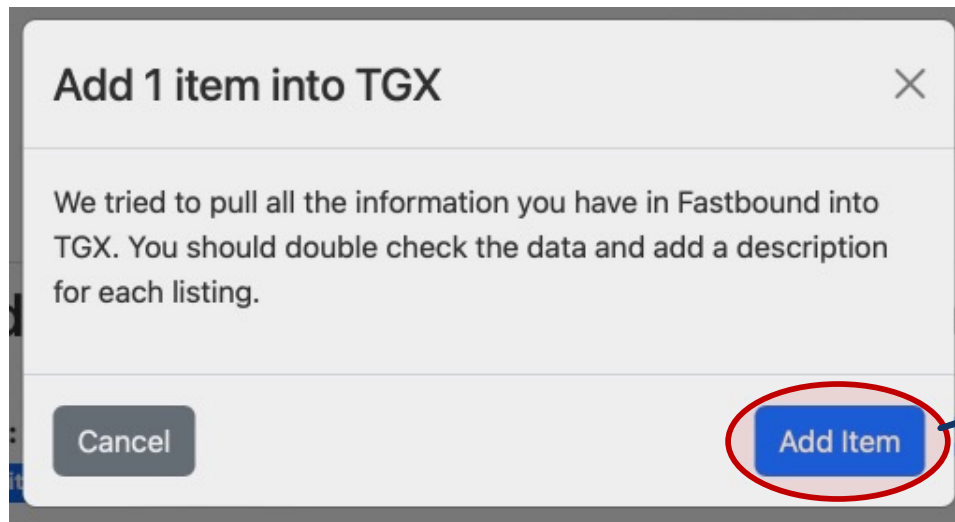 Add 1 item into TGX
We tried to pull all the information you have in Fastbound into
TGX. You should double check the data and add a description
for each listing.
Cancel
Add Item